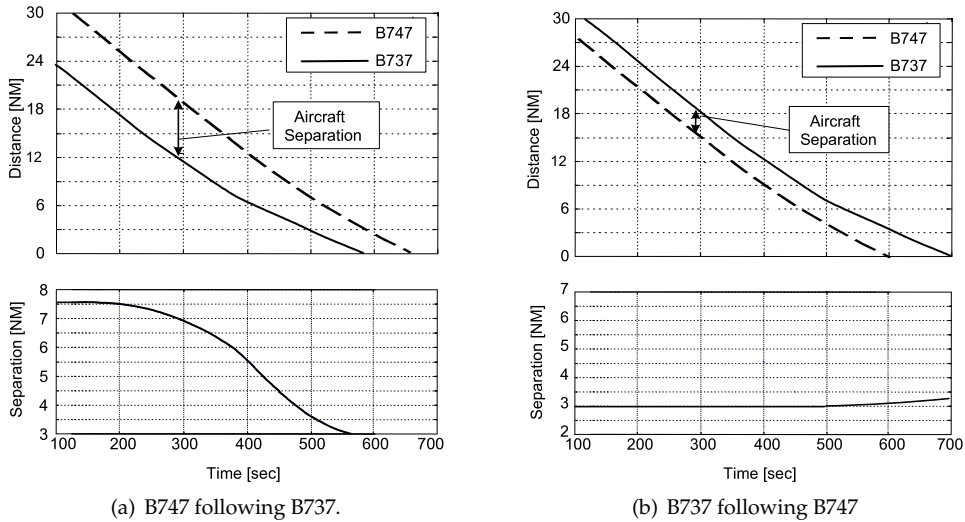 30
24
18
12
6
0
Distance [NM]
B747
B737
Aircraft
Separation
8
7
6
5
4
3
Separation [NM]
100
200
300
400
500
600
700
Time [sec]
(a) B747 following B737.
30
24
18
12
6
0
Distance [NM]
B747
B737
Aircraft
Separation
7
6
5
4
3
2
Separation [NM]
100
200
300
400
500
600
700
Time [sec]
(b) B737 following B747